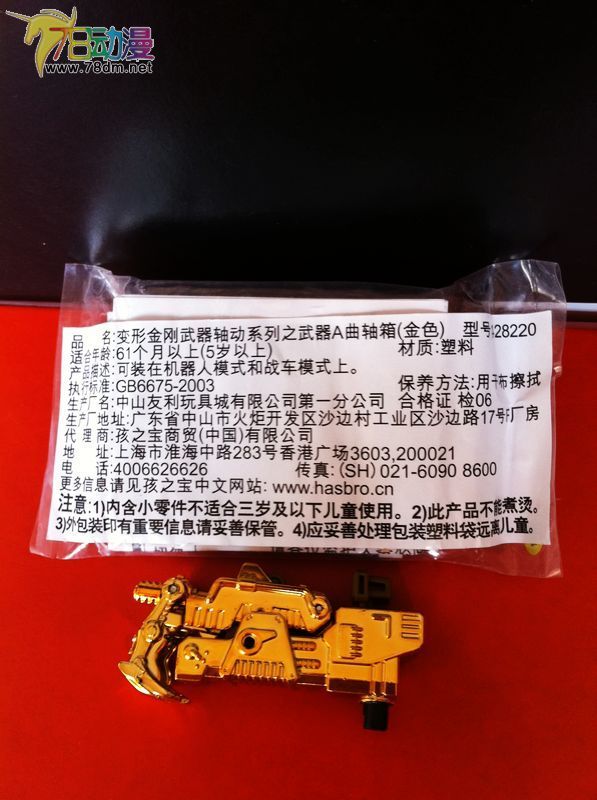 78动漫
www.78dm.net
品 名:变形金刚武器轴动系列之武器A曲轴箱(金色) 型号:28220
适合年龄:61个月以上(5岁以上) 材质:塑料
产品描述:可装在机器人模式和战车模式上。
执行标准:GB6675-2003 保养方法:用干布擦拭
生产厂名:中山友利玩具城有限公司第一分公司 合格证 检06
生产厂地址:广东省中山市火炬开发区沙边村工业区沙边路17号 厂房
代 理 商:孩之宝商贸(中国)有限公司
地 址:上海市淮海中路283号香港广场3603,200021
电 话:4006626626 传真:(SH)021-6090 8600
更多信息请见孩之宝中文网站: www.hasbro.cn
注意:1)内含小零件不适合三岁及以下儿童使用。2)此产品不能煮烫。
3)外包装印有重要信息请妥善保管。4)应妥善处理包装塑料袋远离儿童。